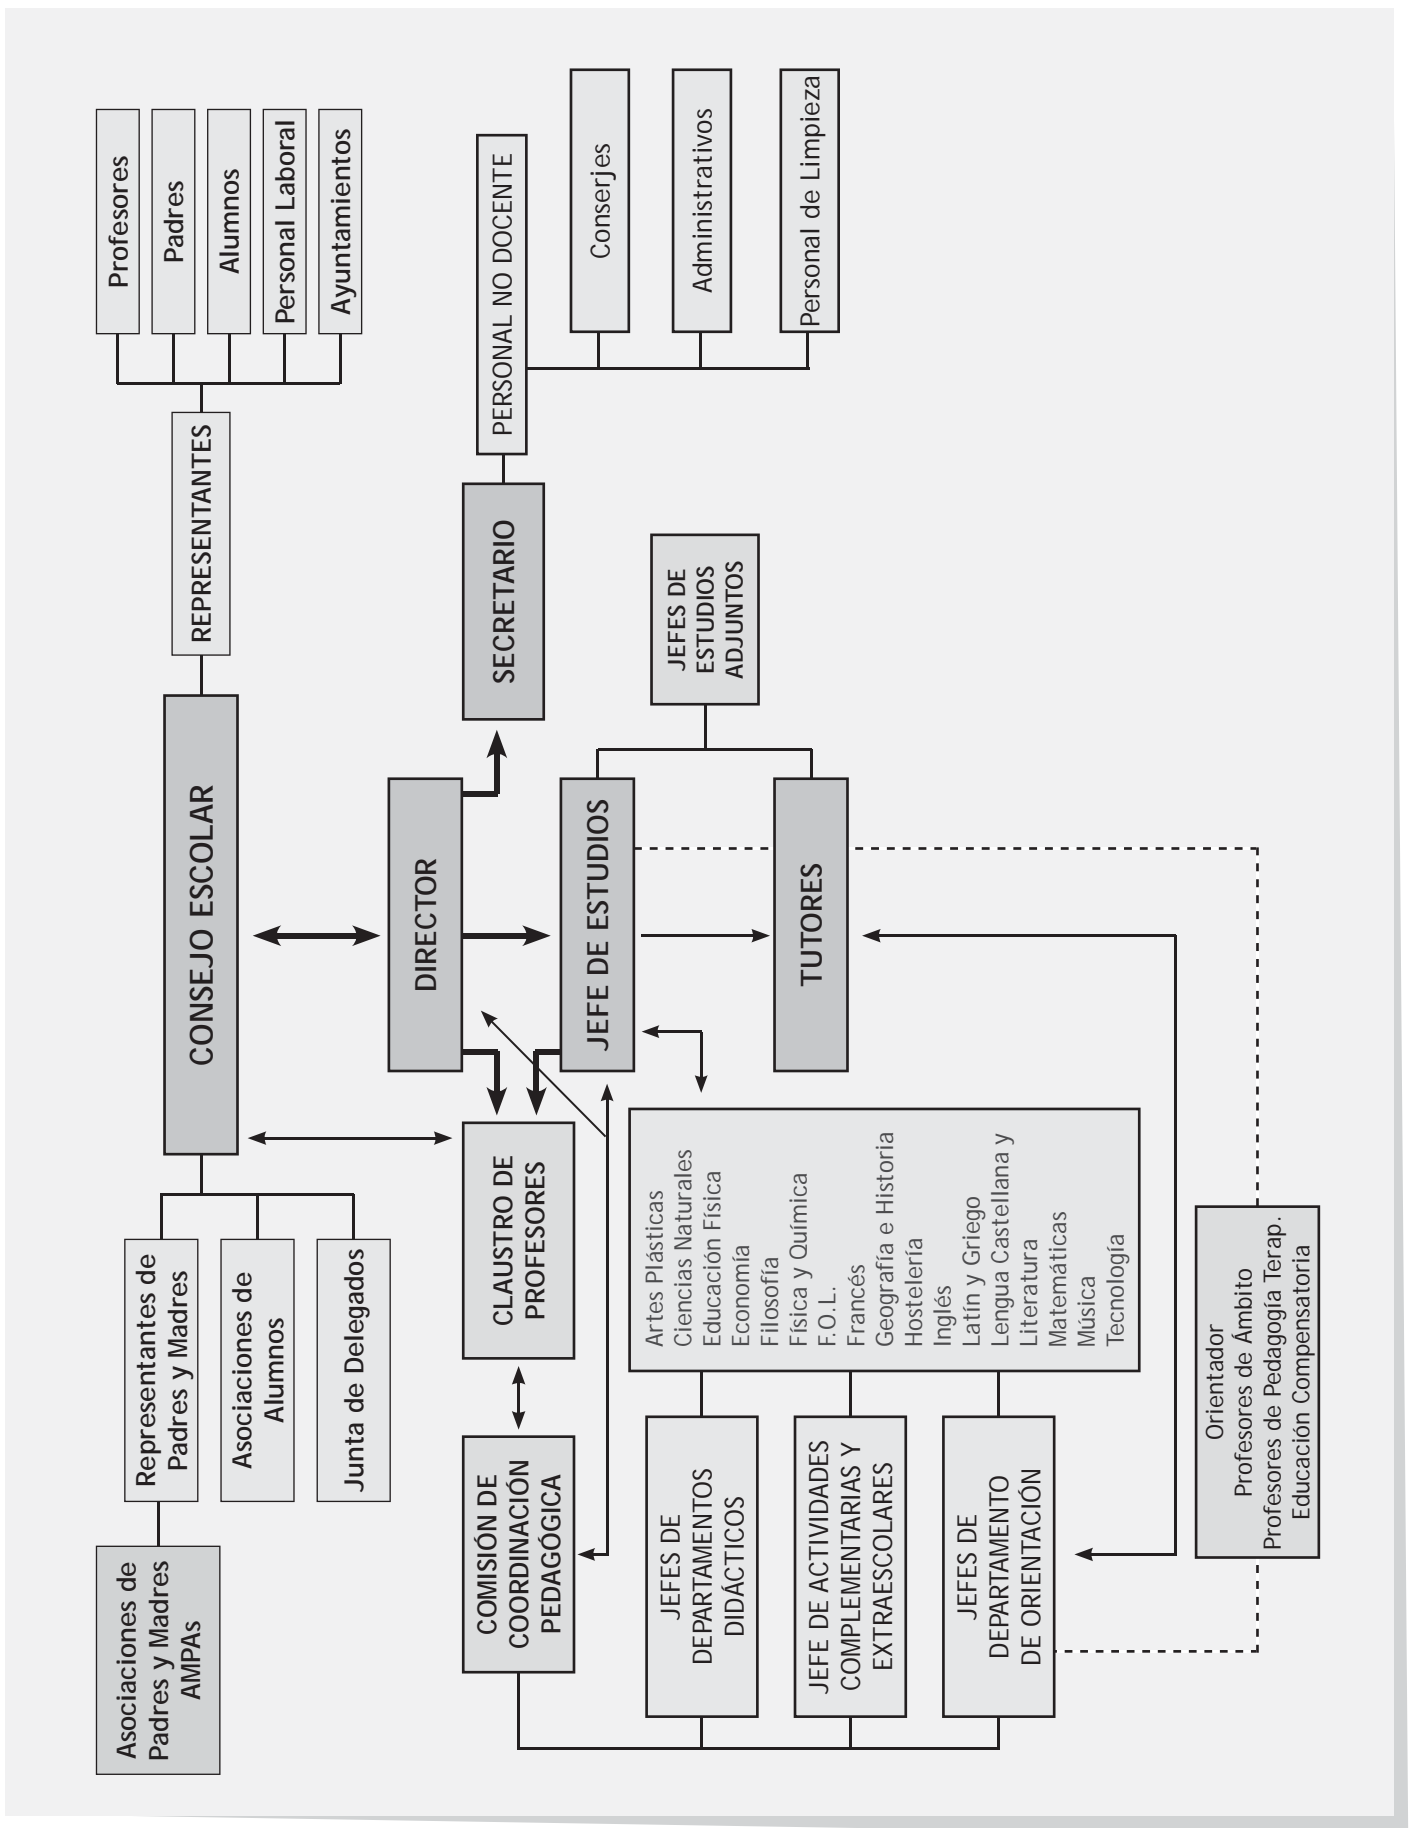 CONSEJO ESCOLAR
REPRESENTANTES
Profesores
Padres
Alumnos
Personal Laboral
Ayuntamientos
Asociaciones de
Padres y Madres
AMPAs
Representantes de
Padres y Madres
Asociaciones de
Alumnos
Junta de Delegados
DIRECTOR
SECRETARIO
PERSONAL NO DOCENTE
Conserjes
Administrativos
Personal de Limpieza
COMISIÓN DE
COORDINACIÓN
PEDAGÓGICA
CLAUSTRO DE
PROFESORES
JEFE DE ESTUDIOS
JEFES DE
ESTUDIOS
ADJUNTOS
TUTORES
JEFES DE
DEPARTAMENTOS
DIDÁCTICOS
JEFE DE ACTIVIDADES
COMPLEMENTARIAS Y
EXTRAESCOLARES
JEFES DE
DEPARTAMENTO
DE ORIENTACIÓN
Artes Plásticas
Ciencias Naturales
Educación Física
Economía
Filosofía
Física y Química
F.O.L.
Francés
Geografía e Historia
Hostelería
Inglés
Latín y Griego
Lengua Castellana y
Literatura
Matemáticas
Música
Tecnología
Orientador
Profesores de Ámbito
Profesores de Pedagogía Terap.
Educación Compensatoria